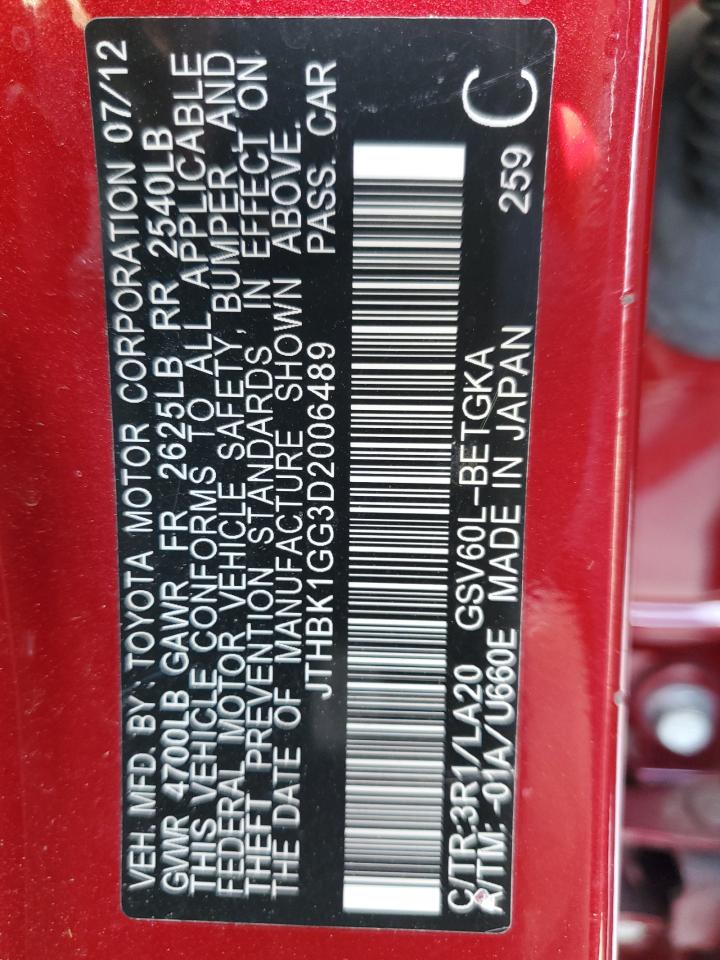 VEH. MFD. BY: TOYOTA MOTOR CORPORATION 07/12
GVWR 4700LB GAWR FR 2625LB RR 2540LB
THIS VEHICLE CONFORMS TO ALL APPLICABLE
FEDERAL MOTOR VEHICLE SAFETY, BUMPER AND
THEFT PREVENTION STANDARDS IN EFFECT ON
THE DATE OF MANUFACTURE SHOWN ABOVE.
JTHBK1GG3D2006489 PASS. CAR
C/TR:3R1/LA20 GSV60L-BETGKA 259 C
A/TM: -01A/U660E MADE IN JAPAN